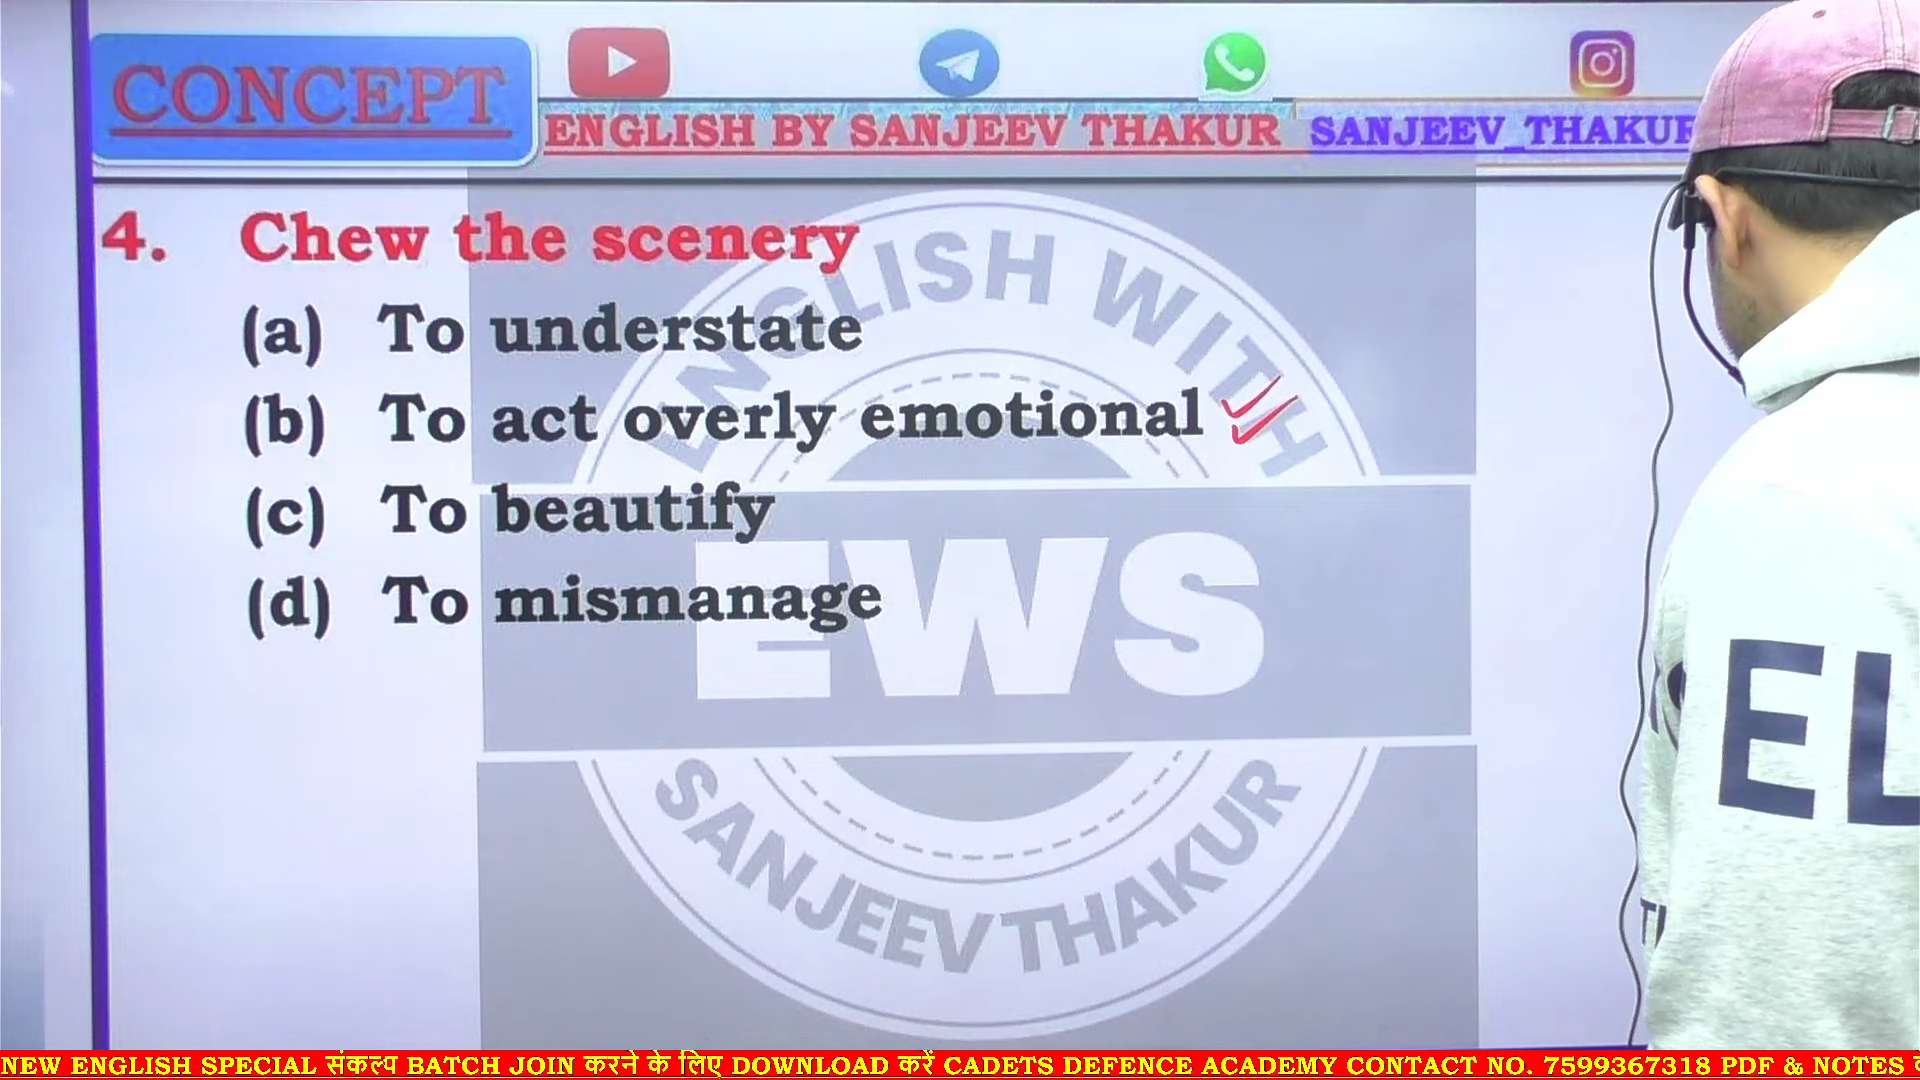 CONCEPT
ENGLISH BY SANJEEV THAKUR
SANJEEV_THAKUR
4. Chew the scenery
(a) To understate
(b) To act overly emotional
(c) To beautify
(d) To mismanage
ENGLISH WITH
EWS
SANJEEV THAKUR
EL
NEW ENGLISH SPECIAL संकल्प BATCH JOIN करने के लिए DOWNLOAD करें CADETS DEFENCE ACADEMY CONTACT NO. 7599367318 PDF & NOTES